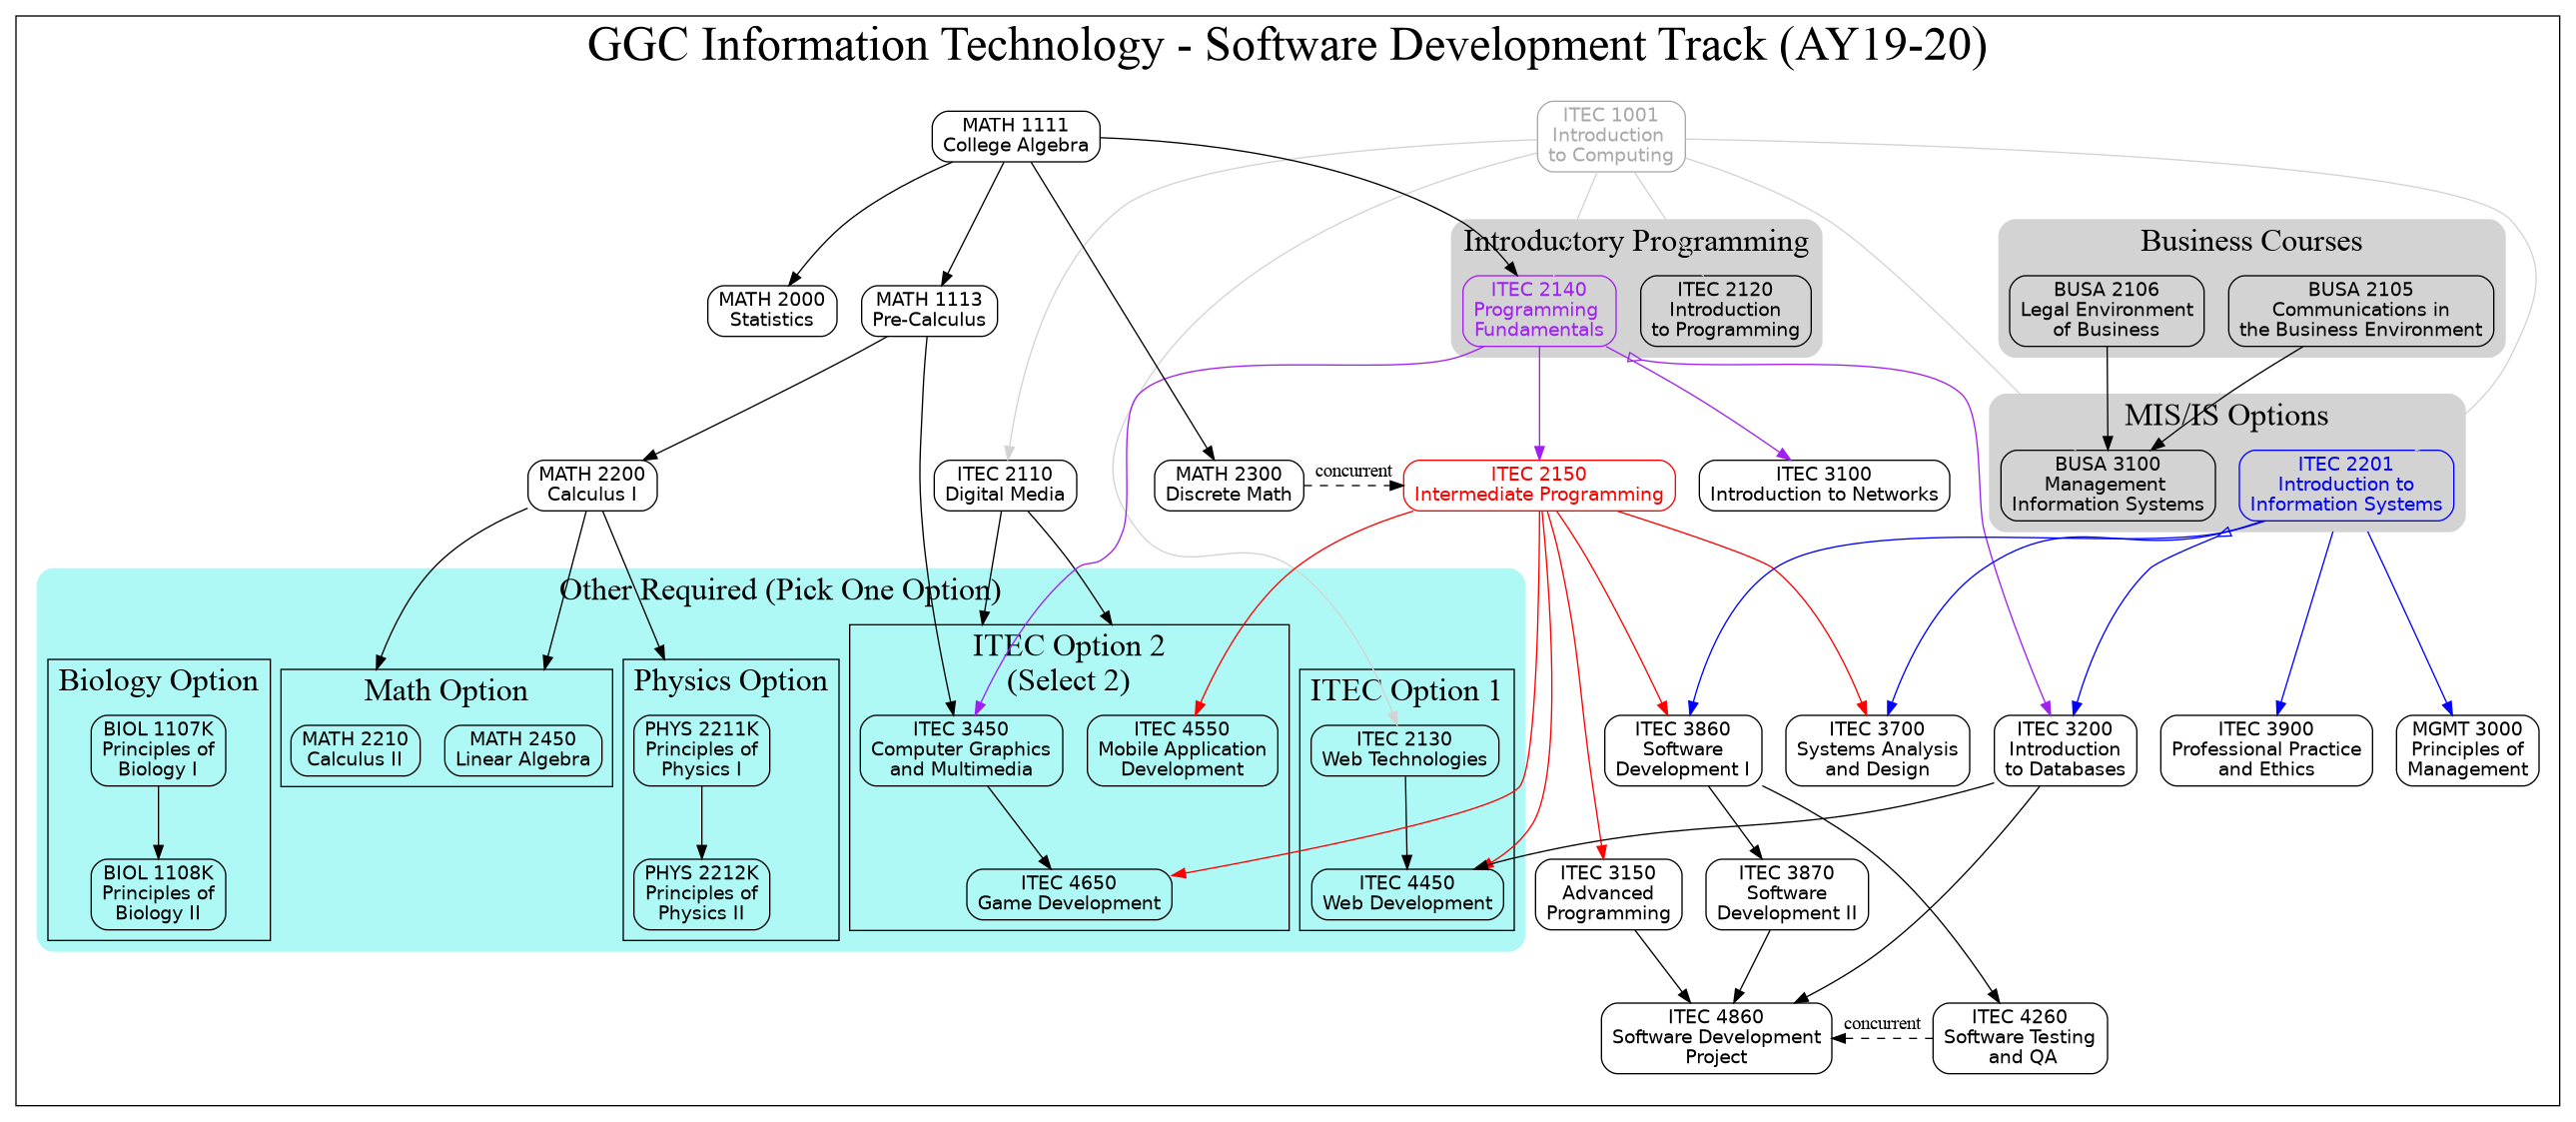 GGC Information Technology - Software Development Track (AY19-20)
MATH 1111
College Algebra
ITEC 1001
Introduction
to Computing
Introductory Programming
Business Courses
MATH 2000
Statistics
MATH 1113
Pre-Calculus
ITEC 2140
Programming
Fundamentals
ITEC 2120
Introduction
to Programming
BUSA 2106
Legal Environment
of Business
BUSA 2105
Communications in
the Business Environment
MIS/IS Options
MATH 2200
Calculus I
ITEC 2110
Digital Media
MATH 2300
Discrete Math
concurrent
ITEC 2150
Intermediate Programming
ITEC 3100
Introduction to Networks
BUSA 3100
Management
Information Systems
ITEC 2201
Introduction to
Information Systems
Other Required (Pick One Option)
Biology Option
Math Option
Physics Option
ITEC Option 2
(Select 2)
ITEC Option 1
BIOL 1107K
Principles of
Biology I
MATH 2210
Calculus II
MATH 2450
Linear Algebra
PHYS 2211K
Principles of
Physics I
ITEC 3450
Computer Graphics
and Multimedia
ITEC 4550
Mobile Application
Development
ITEC 2130
Web Technologies
ITEC 3860
Software
Development I
ITEC 3700
Systems Analysis
and Design
ITEC 3200
Introduction
to Databases
ITEC 3900
Professional Practice
and Ethics
MGMT 3000
Principles of
Management
BIOL 1108K
Principles of
Biology II
PHYS 2212K
Principles of
Physics II
ITEC 4650
Game Development
ITEC 4450
Web Development
ITEC 3150
Advanced
Programming
ITEC 3870
Software
Development II
ITEC 4860
Software Development
Project
concurrent
ITEC 4260
Software Testing
and QA